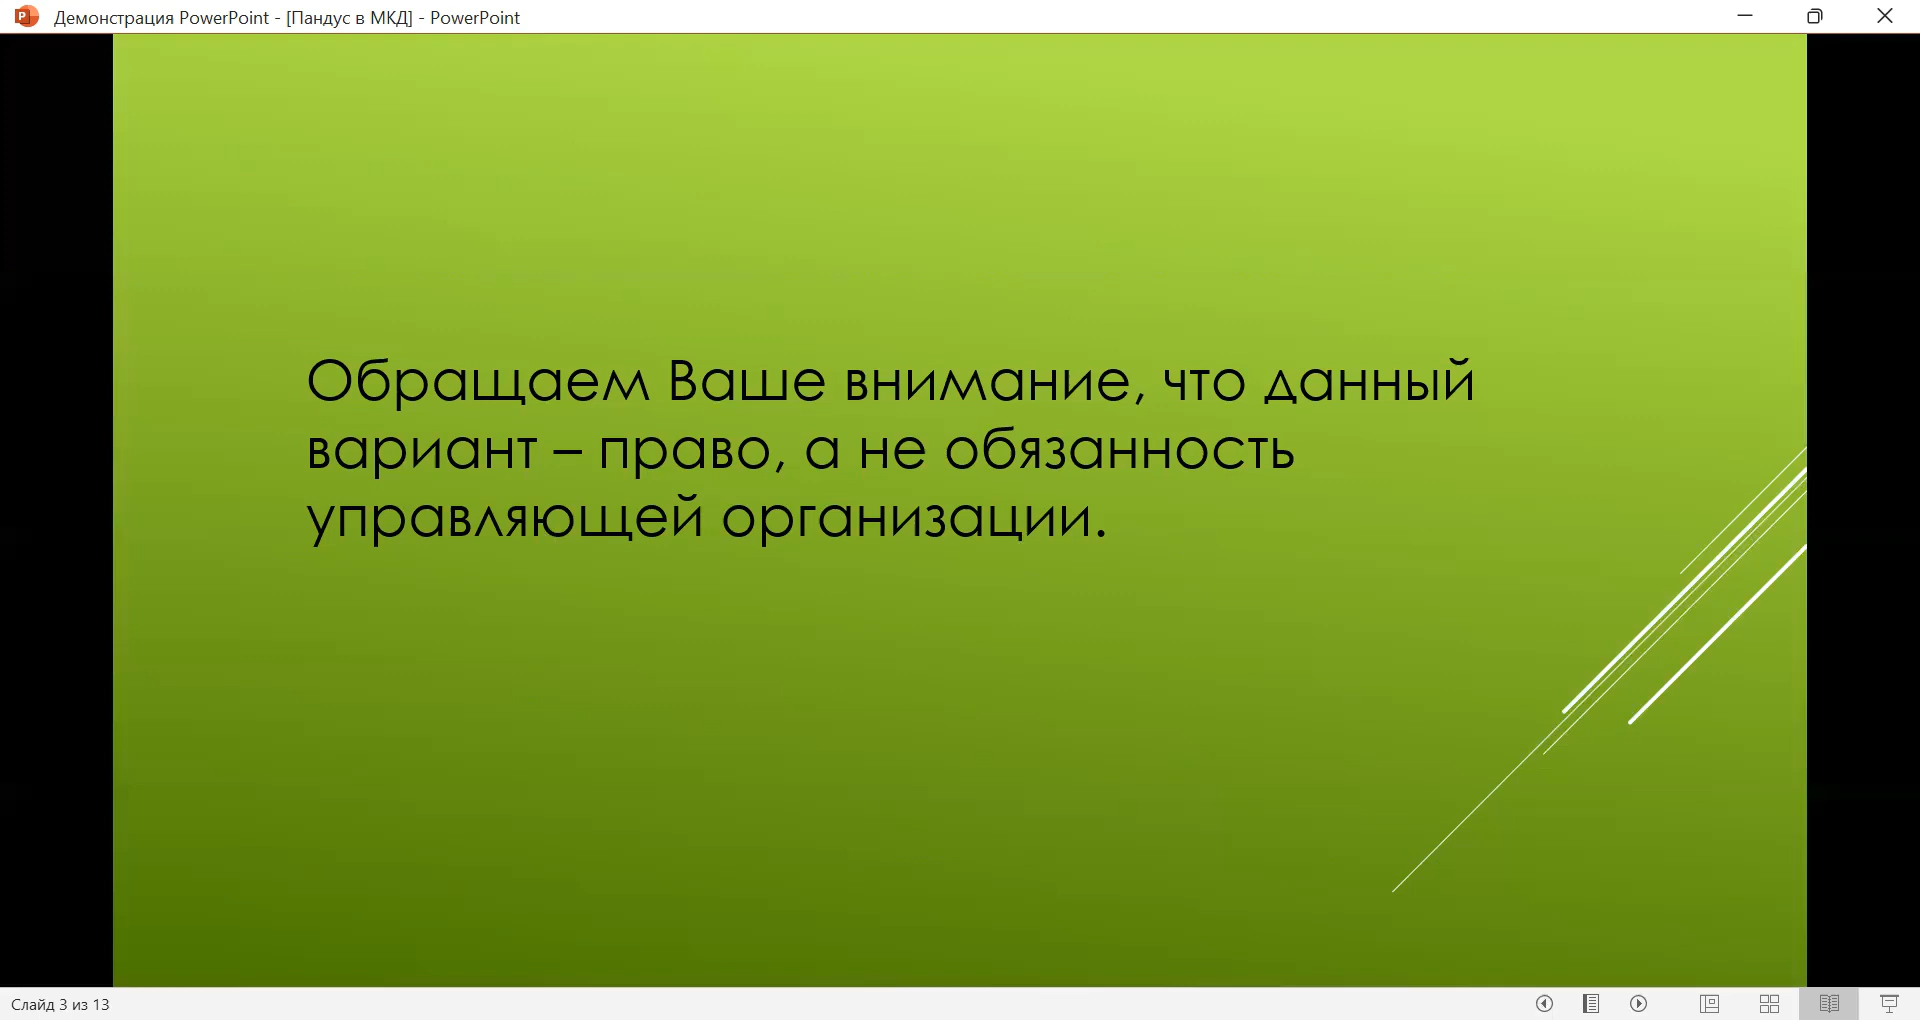 Демонстрация PowerPoint - [Пандус в МКД] - PowerPoint
Обращаем Ваше внимание, что данный
вариант – право, а не обязанность
управляющей организации.
Слайд 3 из 13